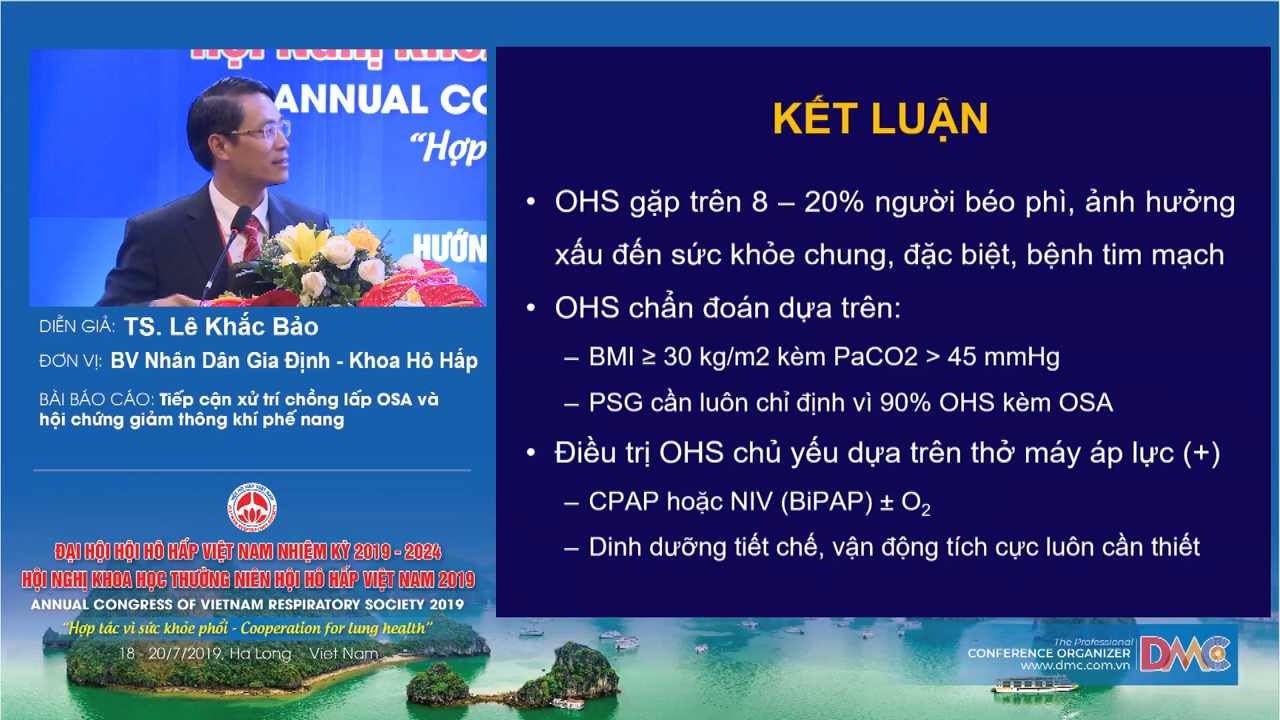 ANNUAL CO
“Hợp
HƯỚN
DIỄN GIẢ: TS. Lê Khắc Bảo
ĐƠN VỊ: BV Nhân Dân Gia Định - Khoa Hô Hấp
BÀI BÁO CÁO: Tiếp cận xử trí chồng lấp OSA và
hội chứng giảm thông khí phế nang
ĐẠI HỘI HỘI HÔ HẤP VIỆT NAM NHIỆM KỲ 2019 - 2024
HỘI NGHỊ KHOA HỌC THƯỜNG NIÊN HỘI HÔ HẤP VIỆT NAM 2019
ANNUAL CONGRESS OF VIETNAM RESPIRATORY SOCIETY 2019
“Hợp tác vì sức khỏe phổi - Cooperation for lung health”
18 - 20/7/2019, Ha Long Viet Nam
KẾT LUẬN
• OHS gặp trên 8 – 20% người béo phì, ảnh hưởng
xấu đến sức khỏe chung, đặc biệt, bệnh tim mạch
• OHS chẩn đoán dựa trên:
– BMI ≥ 30 kg/m2 kèm PaCO2 > 45 mmHg
– PSG cần luôn chỉ định vì 90% OHS kèm OSA
• Điều trị OHS chủ yếu dựa trên thở máy áp lực (+)
– CPAP hoặc NIV (BiPAP) ± O₂
– Dinh dưỡng tiết chế, vận động tích cực luôn cần thiết
The Professional
CONFERENCE ORGANIZER
www.dmc.com.vn
DMC